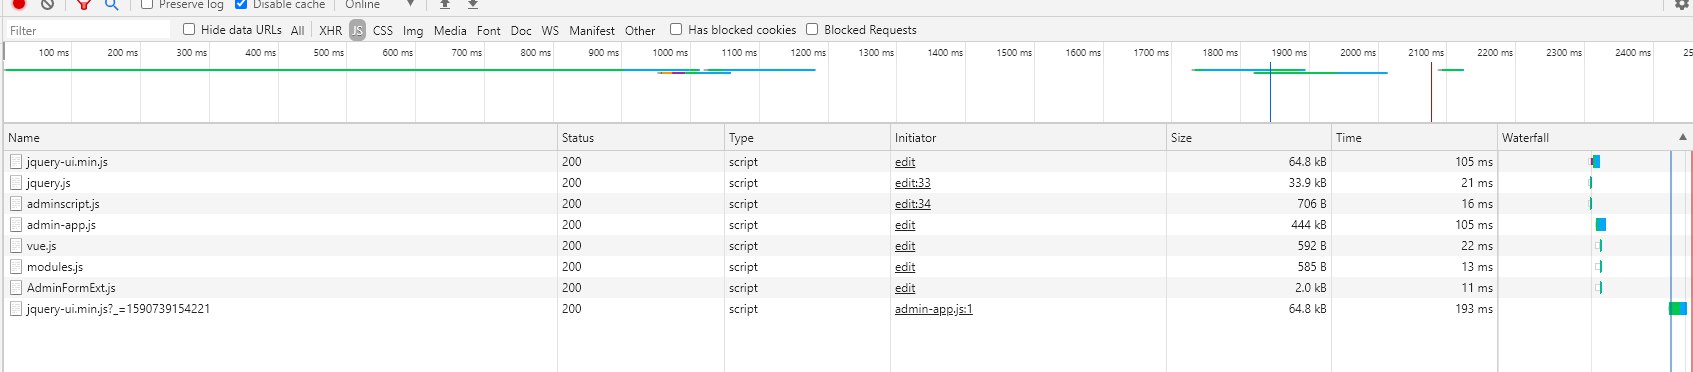 Preserve log Disable cache Online
Filter Hide data URLs All XHR JS CSS Img Media Font Doc WS Manifest Other Has blocked cookies Blocked Requests
100 ms 200 ms 300 ms 400 ms 500 ms 600 ms 700 ms 800 ms 900 ms 1000 ms 1100 ms 1200 ms 1300 ms 1400 ms 1500 ms 1600 ms 1700 ms 1800 ms 1900 ms 2000 ms 2100 ms 2200 ms 2300 ms 2400 ms 25
Name Status Type Initiator Size Time Waterfall
jquery-ui.min.js 200 script edit 64.8 kB 105 ms
jquery.js 200 script edit:33 33.9 kB 21 ms
adminscript.js 200 script edit:34 706 B 16 ms
admin-app.js 200 script edit 444 kB 105 ms
vue.js 200 script edit 592 B 22 ms
modules.js 200 script edit 585 B 13 ms
AdminFormExt.js 200 script edit 2.0 kB 11 ms
jquery-ui.min.js?_=1590739154221 200 script admin-app.js:1 64.8 kB 193 ms